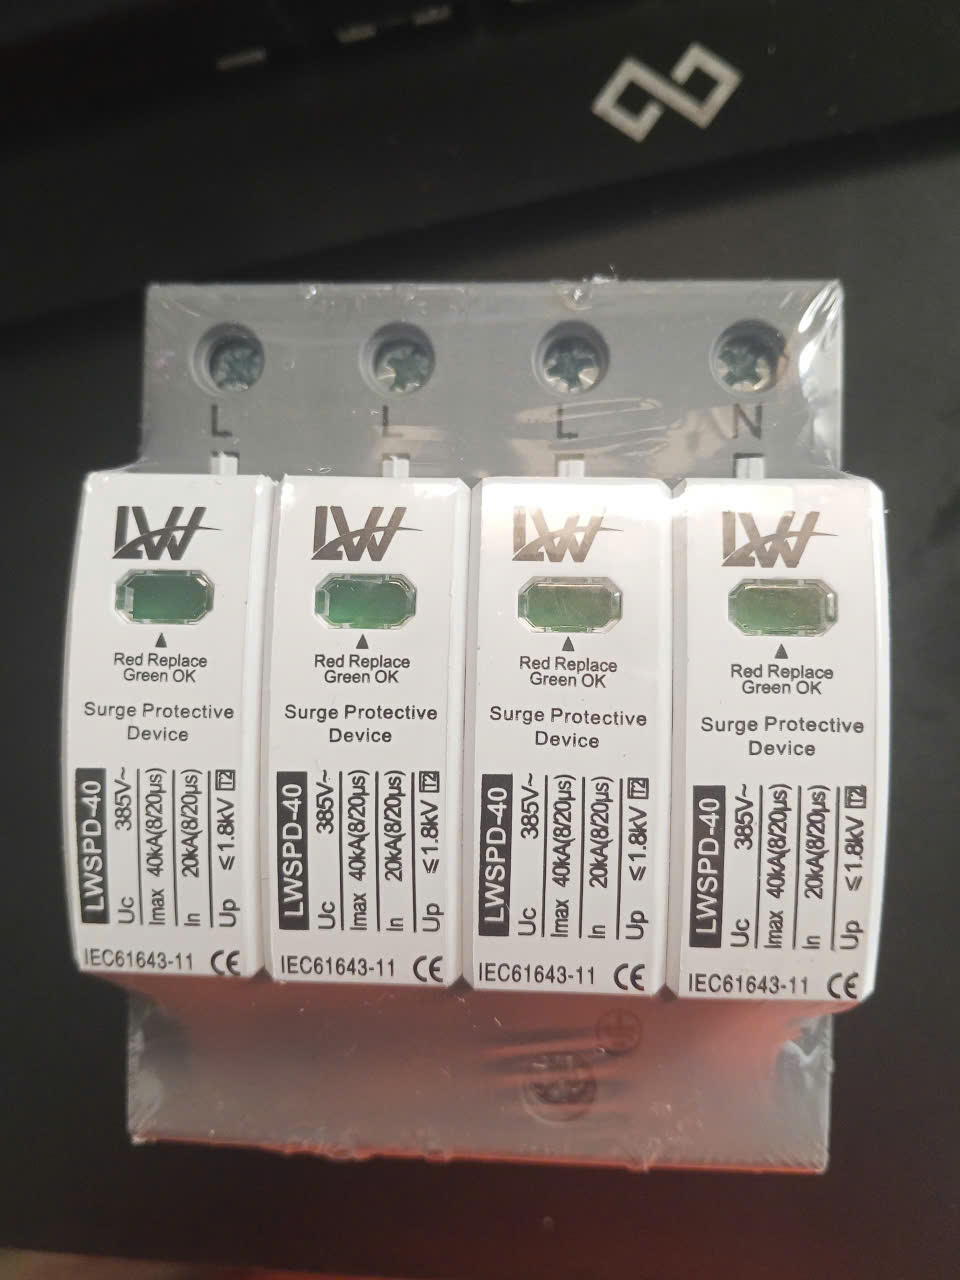 L L L N
LW
Red Replace
Green OK
Surge Protective
Device
LWSPD-40
Uc 385V~
Imax 40kA(8/20µs)
In 20kA(8/20µs)
Up ≤1.8kV T2
IEC61643-11 CE
LW
Red Replace
Green OK
Surge Protective
Device
LWSPD-40
Uc 385V~
Imax 40kA(8/20µs)
In 20kA(8/20µs)
Up ≤1.8kV T2
IEC61643-11 CE
LW
Red Replace
Green OK
Surge Protective
Device
LWSPD-40
Uc 385V~
Imax 40kA(8/20µs)
In 20kA(8/20µs)
Up ≤1.8kV T2
IEC61643-11 CE
LW
Red Replace
Green OK
Surge Protective
Device
LWSPD-40
Uc 385V~
Imax 40kA(8/20µs)
In 20kA(8/20µs)
Up ≤1.8kV T2
IEC61643-11 CE